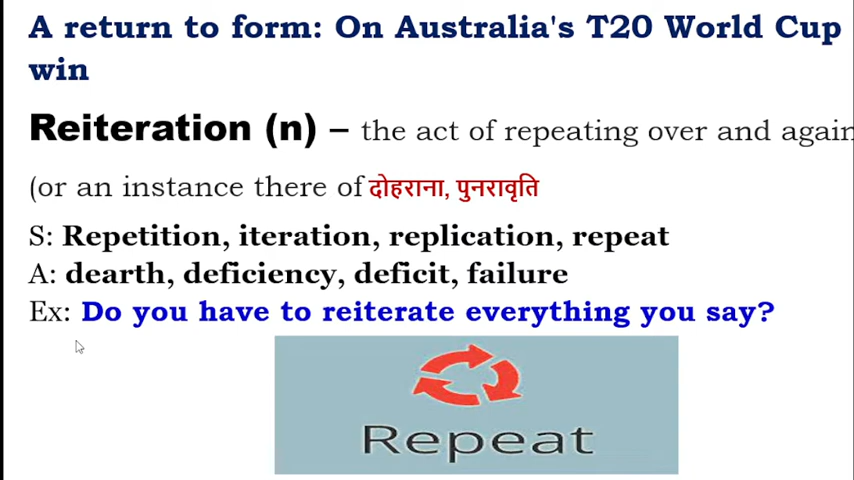 A return to form: On Australia's T20 World Cup
win
Reiteration (n) – the act of repeating over and again
(or an instance there of दोहराना, पुनरावृति
S: Repetition, iteration, replication, repeat
A: dearth, deficiency, deficit, failure
Ex: Do you have to reiterate everything you say?
Repeat